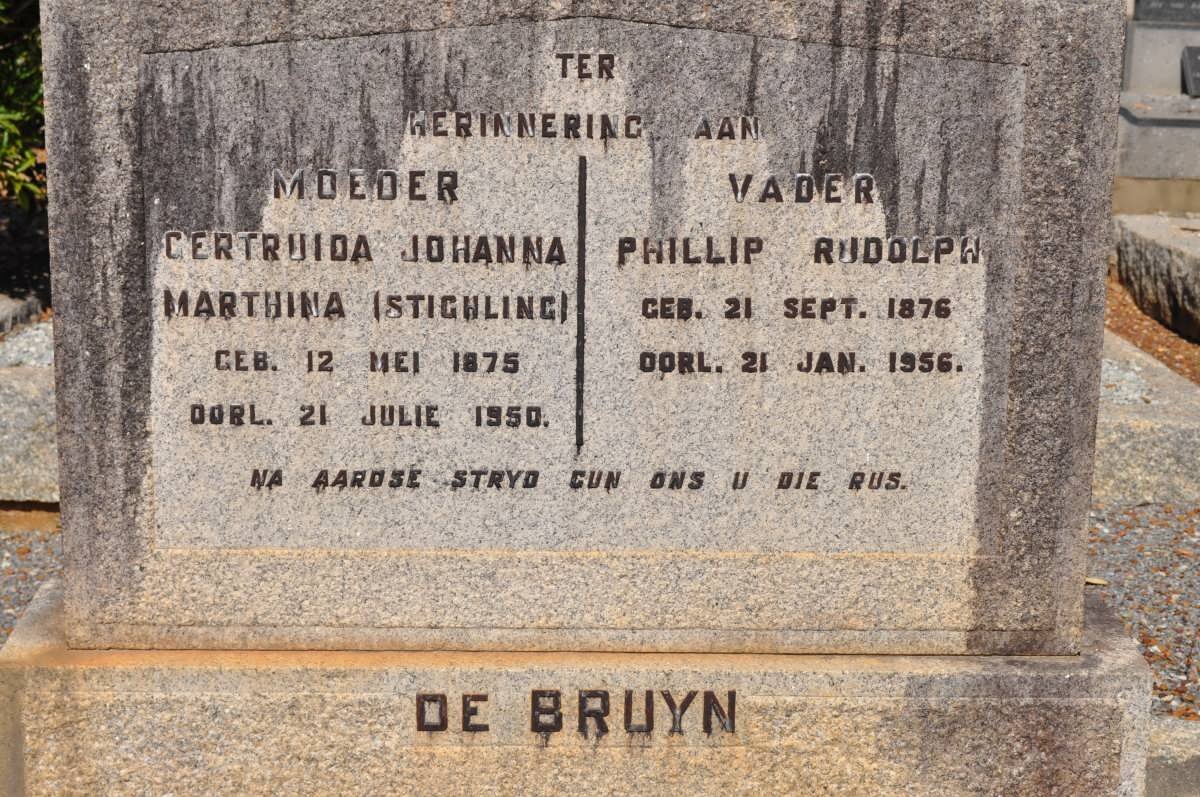 TER
HERINNERING AAN
MOEDER
GERTRUIDA JOHANNA
MARTHINA (STIGHLING)
GEB. 12 MEI 1875
OORL. 21 JULIE 1950.
VADER
PHILLIP RUDOLPH
GEB. 21 SEPT. 1876
OORL. 21 JAN. 1956.
NA AARDSE STRYD GUN ONS U DIE RUS.
DE BRUYN